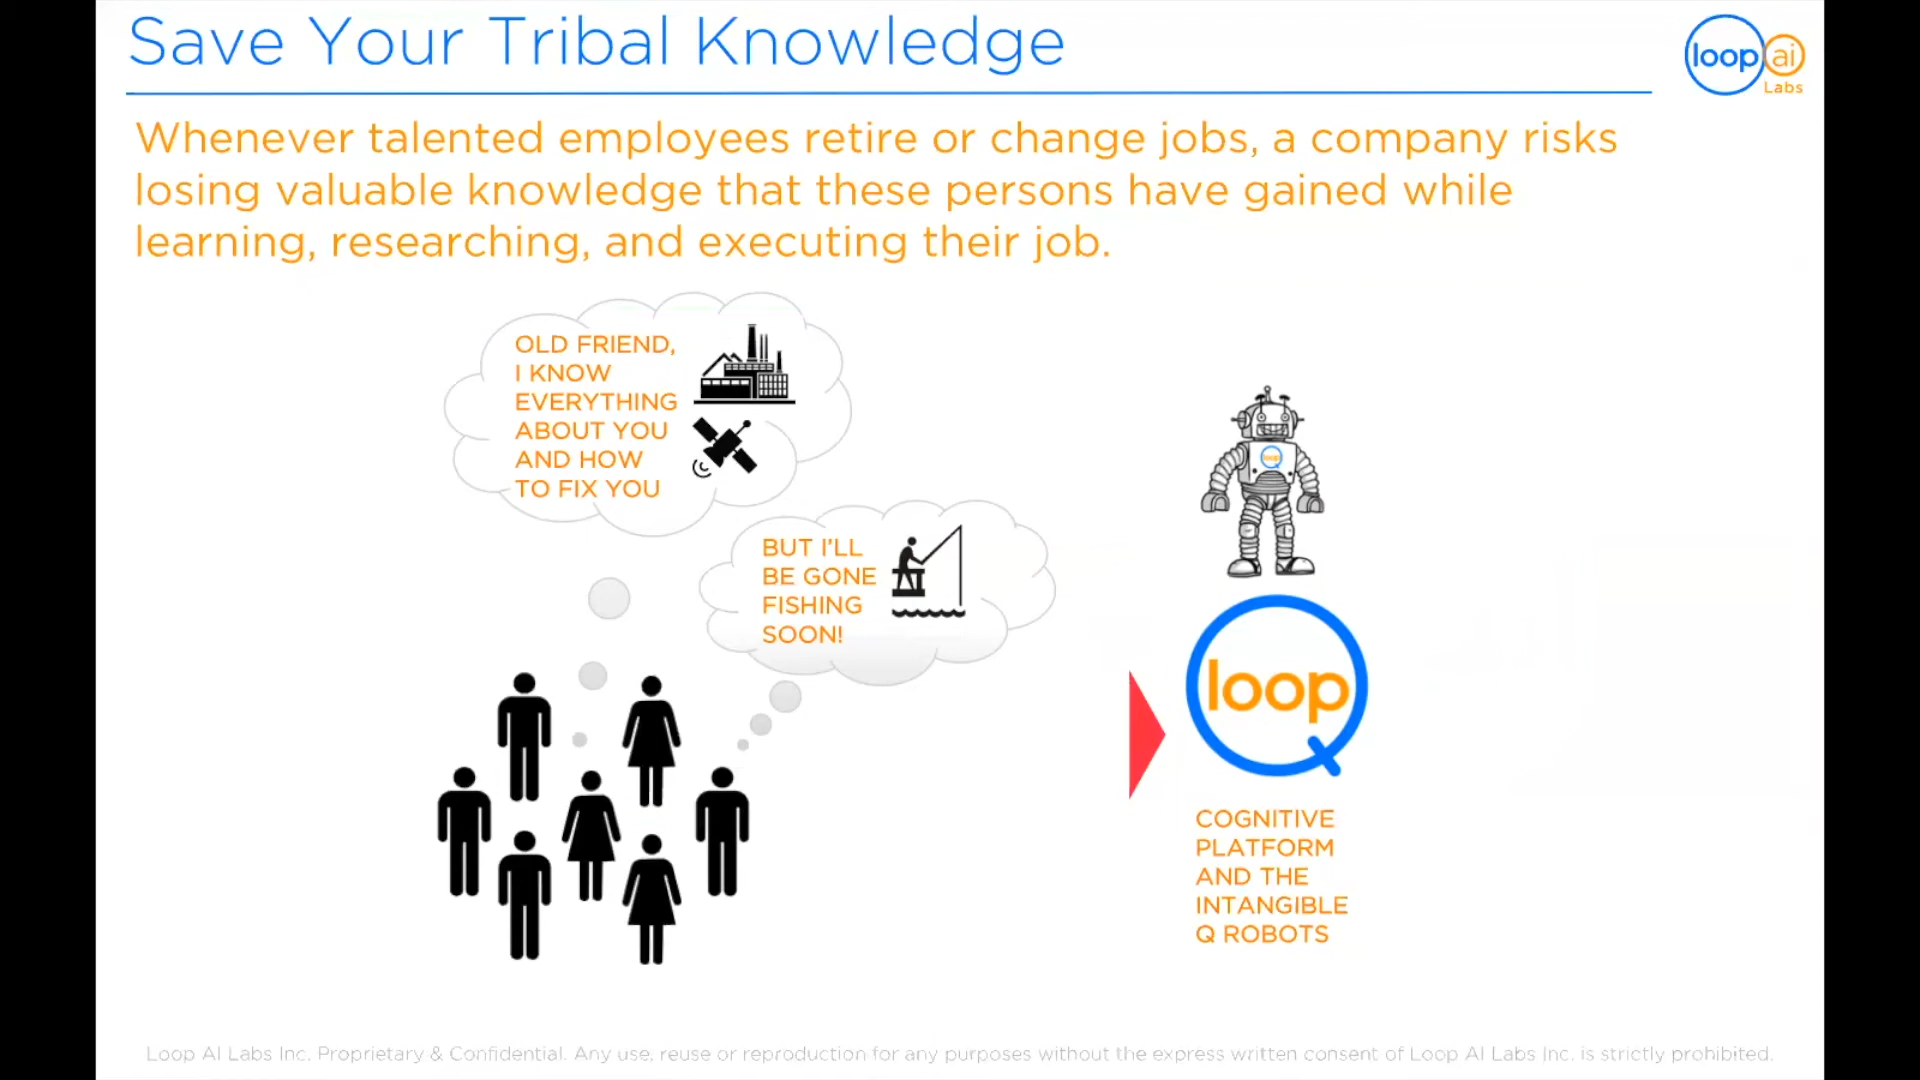 Save Your Tribal Knowledge
loop ai
Labs
Whenever talented employees retire or change jobs, a company risks
losing valuable knowledge that these persons have gained while
learning, researching, and executing their job.
OLD FRIEND,
I KNOW
EVERYTHING
ABOUT YOU
AND HOW
TO FIX YOU
BUT I'LL
BE GONE
FISHING
SOON!
loop
loop
COGNITIVE
PLATFORM
AND THE
INTANGIBLE
Q ROBOTS
Loop AI Labs Inc. Proprietary & Confidential. Any use, reuse or reproduction for any purposes without the express written consent of Loop AI Labs Inc. is strictly prohibited.